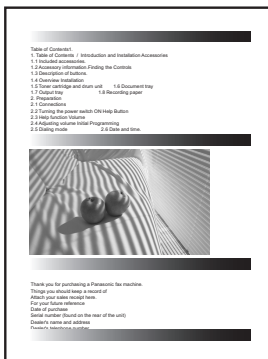 Table of Contents1.
1. Table of Contents / Introduction and Installation Accessories
1.1 Included accessories.
1.2 Accessory information.Finding the Controls
1.3 Description of buttons.
1.4 Overview Installation
1.5 Toner cartridge and drum unit 1.6 Document tray
1.7 Output tray 1.8 Recording paper
2. Preparation
2.1 Connections
2.2 Turning the power switch ON Help Button
2.3 Help function Volume
2.4 Adjusting volume Initial Programming
2.5 Dialing mode 2.6 Date and time.
Thank you for purchasing a Panasonic fax machine
Things you should keep a record of
Attach your sales receipt here.
For your future reference
Date of purchase
Serial number (found on the rear of the unit)
Dealer's name and address
Dealer's telephone number